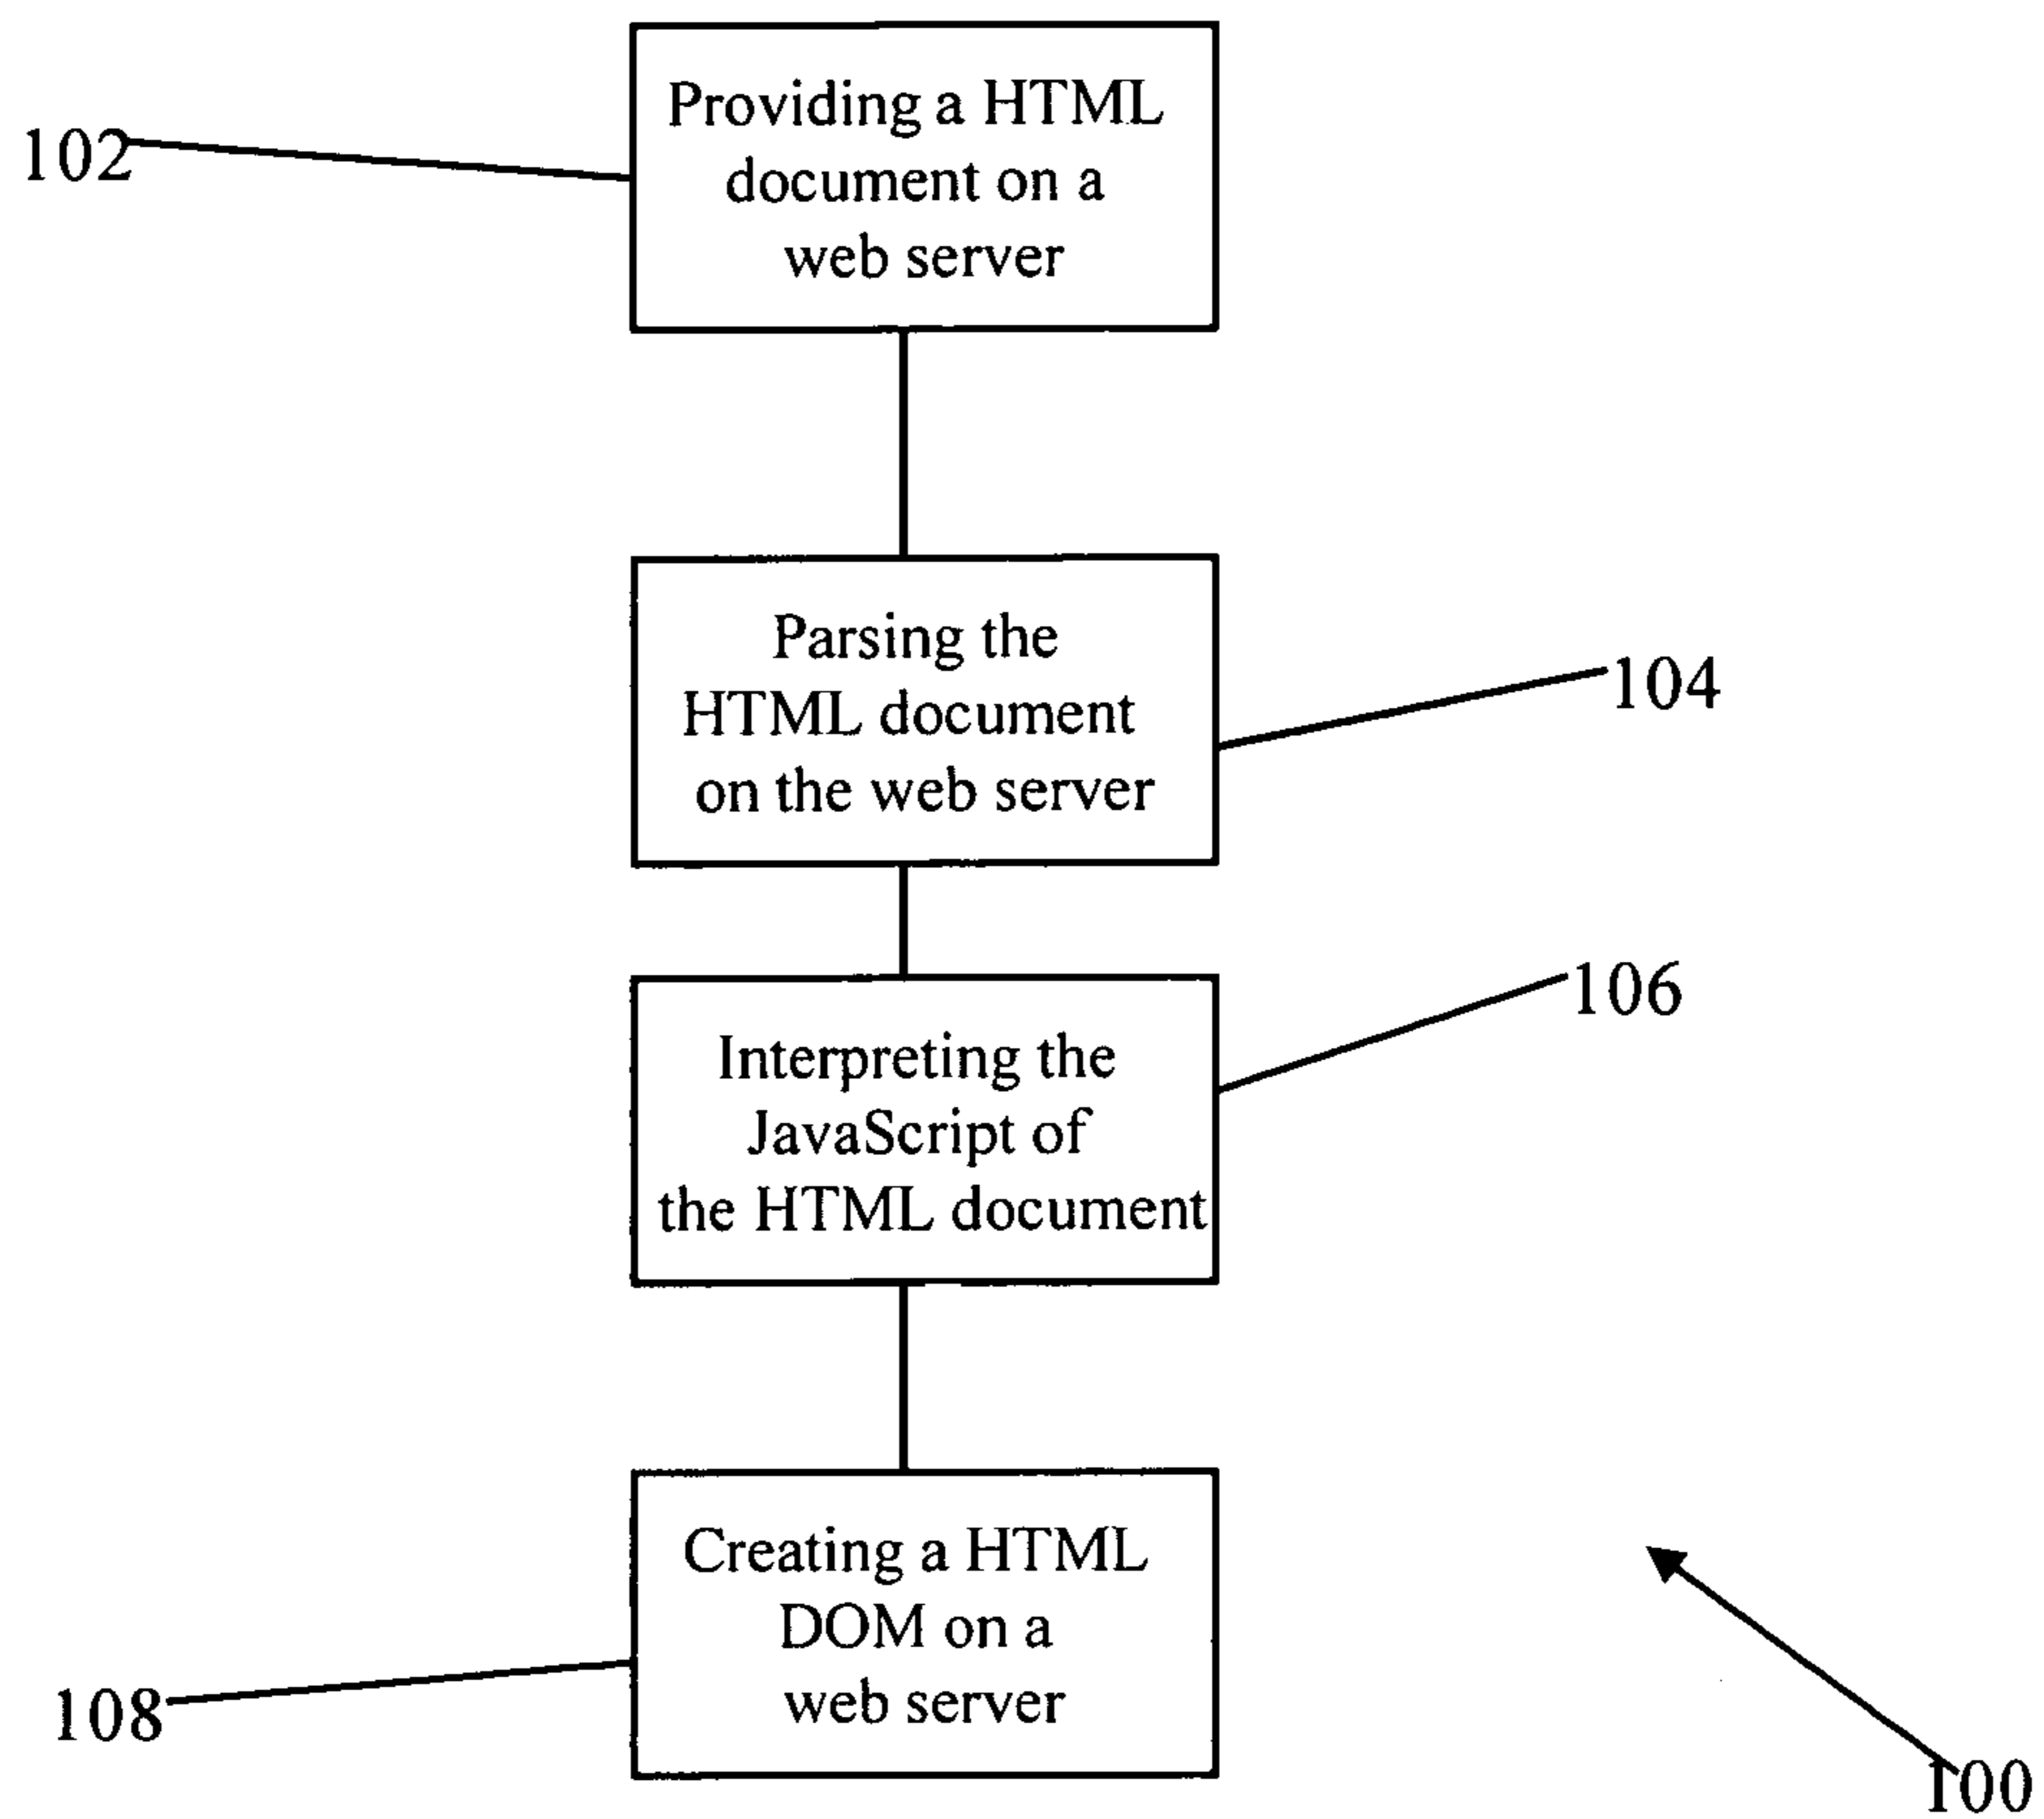 Providing a HTML
document on a
web server
102
Parsing the
HTML document
on the web server
104
Interpreting the
JavaScript of
the HTML document
106
Creating a HTML
DOM on a
web server
108
100